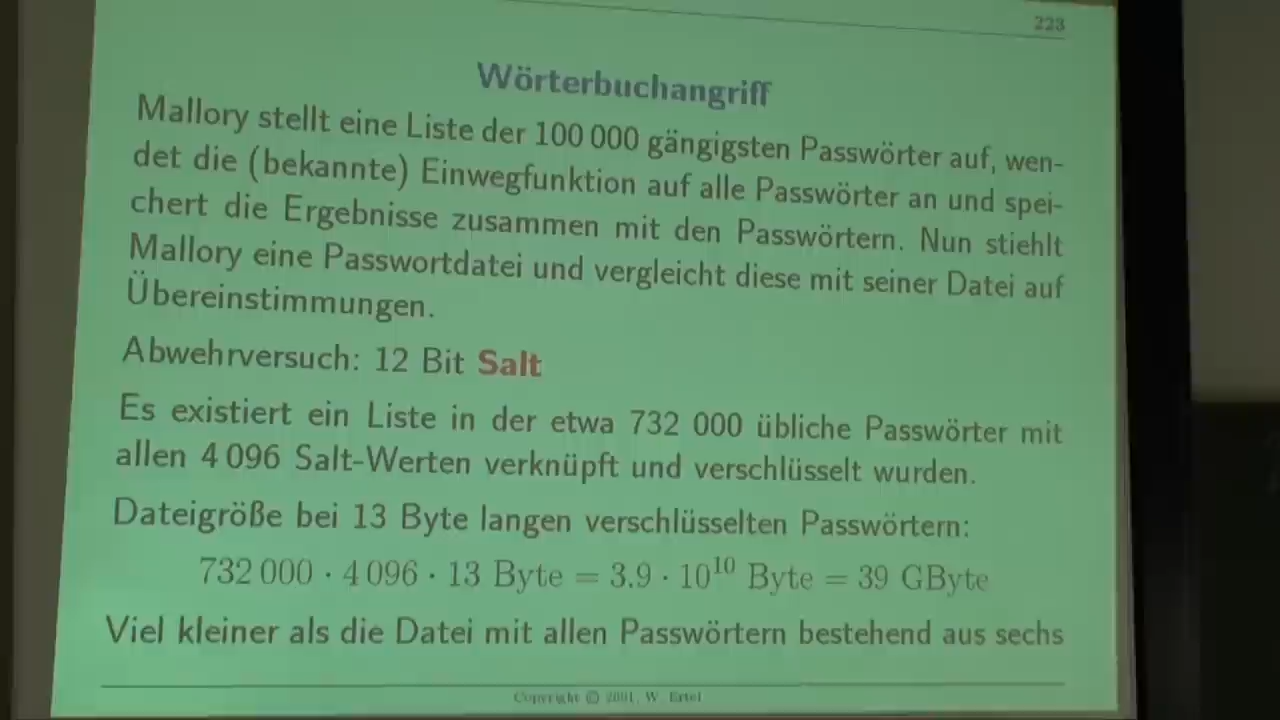 223
Wörterbuchangriff
Mallory stellt eine Liste der 100 000 gängigsten Passwörter auf, wen-
det die (bekannte) Einwegfunktion auf alle Passwörter an und spei-
chert die Ergebnisse zusammen mit den Passwörtern. Nun stiehlt
Mallory eine Passwortdatei und vergleicht diese mit seiner Datei auf
Übereinstimmungen.
Abwehrversuch: 12 Bit Salt
Es existiert ein Liste in der etwa 732 000 übliche Passwörter mit
allen 4 096 Salt-Werten verknüpft und verschlüsselt wurden.
Dateigröße bei 13 Byte langen verschlüsselten Passwörtern:
732 000 · 4 096 · 13 Byte = 3.9 · 10¹⁰ Byte = 39 GByte
Viel kleiner als die Datei mit allen Passwörtern bestehend aus sechs
Copyright © 2001, W. Ertel